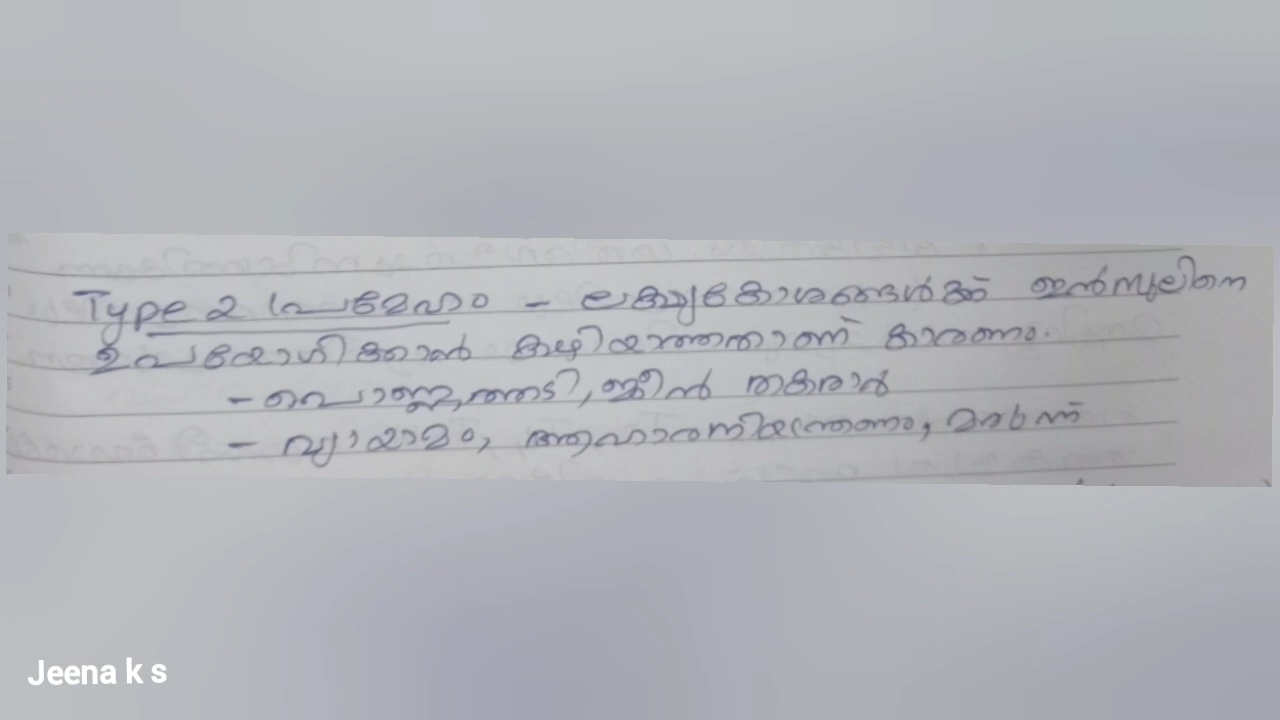 Type 2 പ്രമേഹം - ലക്ഷ്യകോശങ്ങൾക്ക് ഇൻസുലിനെ
ഉപയോഗിക്കാൻ കഴിയാത്തതാണ് കാരണം.
- പൊണ്ണത്തടി, ജീൻ തകരാർ
- വ്യായാമം, ആഹാരനിയന്ത്രണം, മരുന്ന്
Jeena k s